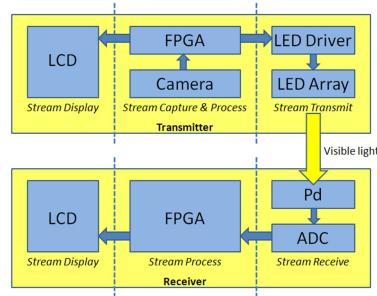 FPGA
LED Driver
LCD
Camera
LED Array
Stream Display
Stream Capture & Process
Stream Transmit
Transmitter
Visible light
Pd
LCD
FPGA
ADC
Stream Display
Stream Process
Stream Receive
Receiver